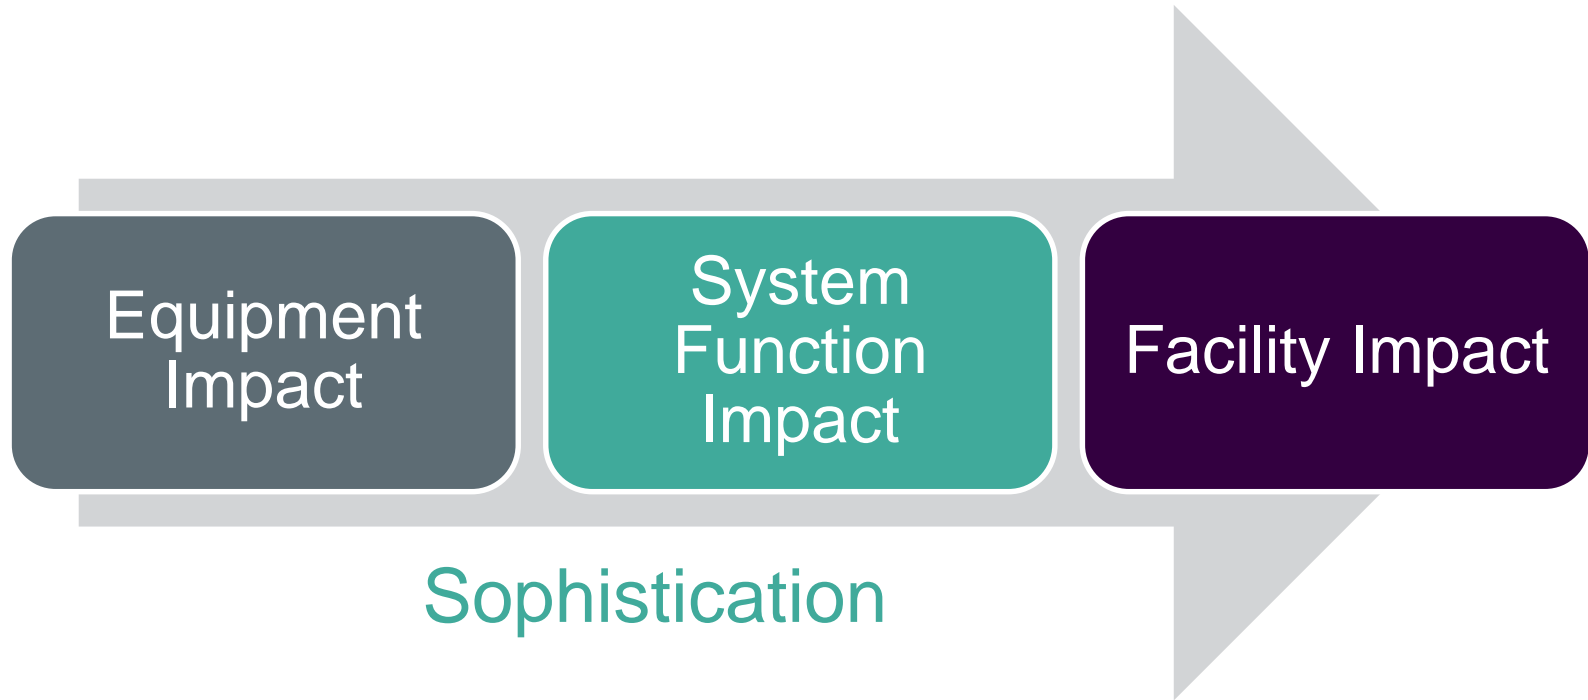 Equipment
Impact
System
Function
Impact
Facility Impact
Sophistication